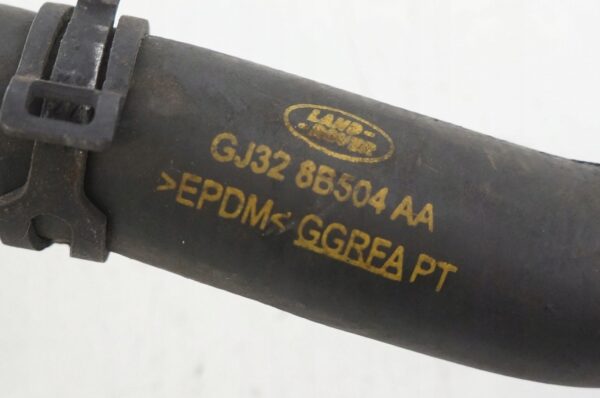 LAND-
-ROVER
GJ32 8B504 AA
>EPDM< GGRFA PT